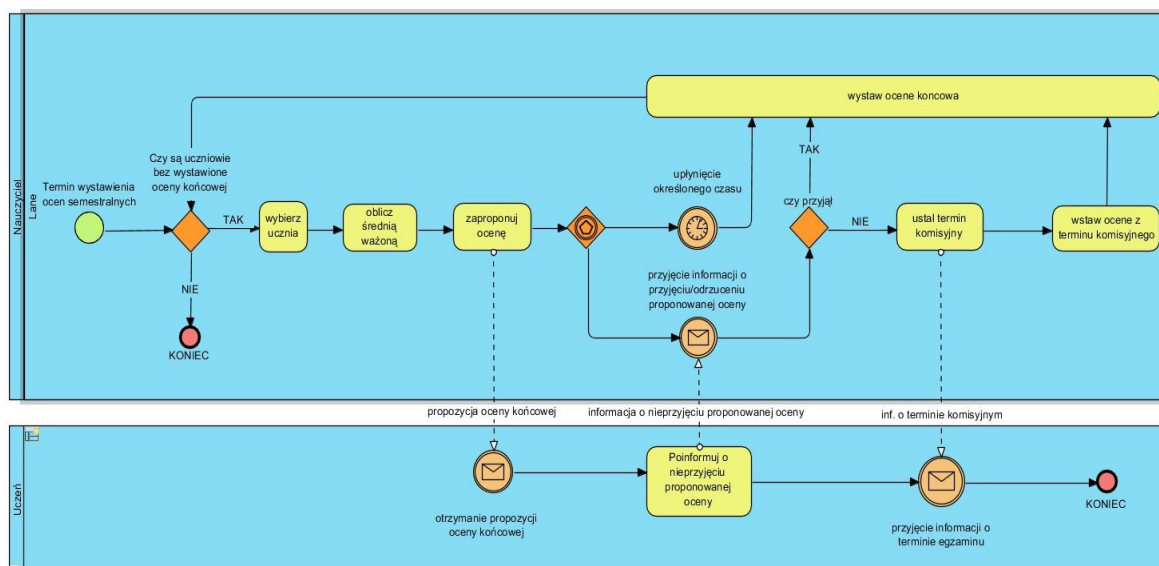 Nauczyciel
Lane
Termin wystawienia
ocen semestralnych
Czy są uczniowie
bez wystawione
oceny końcowej
TAK
NIE
KONIEC
wybierz
ucznia
oblicz
średnią
ważoną
zaproponuj
ocenę
upłynięcie
określonego czasu
przyjęcie informacji o
przyjęciu/odrzuceniu
proponowanej oceny
wystaw ocene koncowa
TAK
czy przyjął
NIE
ustal termin
komisyjny
wstaw ocene z
terminu komisyjnego
propozycja oceny końcowej
informacja o nieprzyjęciu proponowanej oceny
inf. o terminie komisyjnym
Uczeń
otrzymanie propozycji
oceny końcowej
Poinformuj o
nieprzyjęciu
proponowanej
oceny
przyjęcie informacji o
terminie egzaminu
KONIEC